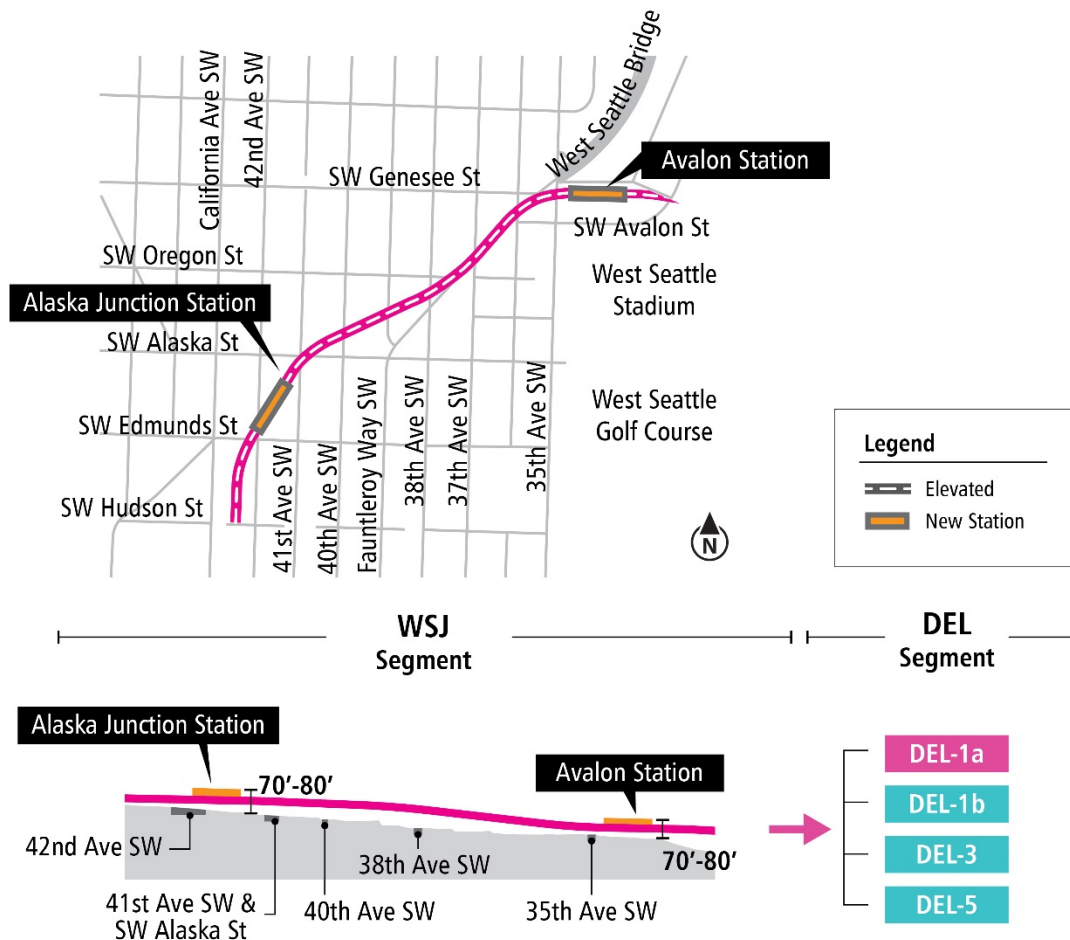 California Ave SW
42nd Ave SW
West Seattle Bridge
Avalon Station
SW Genesee St
SW Avalon St
SW Oregon St
West Seattle
Stadium
Alaska Junction Station
SW Alaska St
West Seattle
Golf Course
SW Edmunds St
SW Hudson St
41st Ave SW
40th Ave SW
Fauntleroy Way SW
38th Ave SW
37th Ave SW
35th Ave SW
N
Legend
Elevated
New Station
WSJ
Segment
DEL
Segment
Alaska Junction Station
70’-80’
Avalon Station
70’-80’
42nd Ave SW
41st Ave SW &
SW Alaska St
40th Ave SW
38th Ave SW
35th Ave SW
DEL-1a
DEL-1b
DEL-3
DEL-5